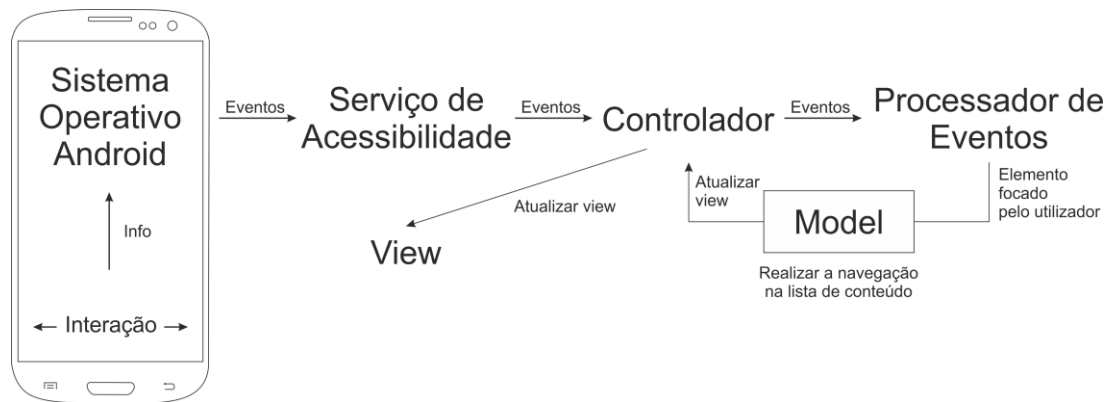 Sistema
Operativo
Android
Info
Interação
Eventos
Serviço de
Acessibilidade
Eventos
Controlador
Eventos
Processador de
Eventos
Atualizar view
View
Atualizar
view
Model
Realizar a navegação
na lista de conteúdo
Elemento
focado
pelo utilizador